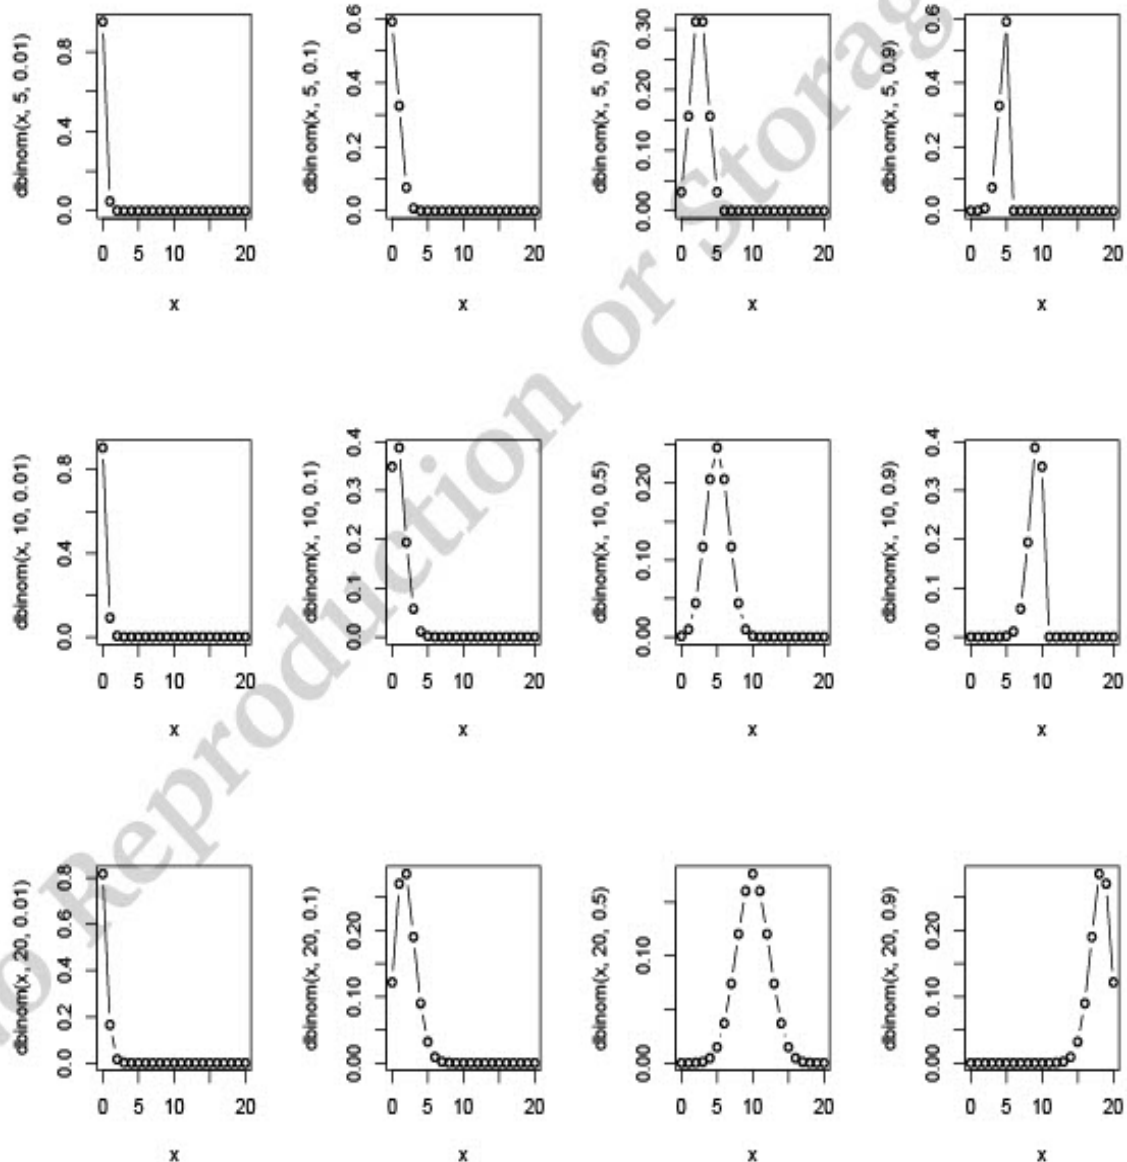 dbinom(x, 5, 0.01)
0.0 0.4 0.8
0 5 10 20
x
dbinom(x, 5, 0.1)
0.0 0.2 0.4 0.6
0 5 10 20
x
dbinom(x, 5, 0.5)
0.00 0.10 0.20 0.30
0 5 10 20
x
dbinom(x, 5, 0.9)
0.0 0.2 0.4 0.6
0 5 10 20
x
dbinom(x, 10, 0.01)
0.0 0.4 0.8
0 5 10 20
x
dbinom(x, 10, 0.1)
0.0 0.1 0.2 0.3 0.4
0 5 10 20
x
dbinom(x, 10, 0.5)
0.00 0.10 0.20
0 5 10 20
x
dbinom(x, 10, 0.9)
0.0 0.1 0.2 0.3 0.4
0 5 10 20
x
dbinom(x, 20, 0.01)
0.0 0.2 0.4 0.6 0.8
0 5 10 20
x
dbinom(x, 20, 0.1)
0.00 0.10 0.20
0 5 10 20
x
dbinom(x, 20, 0.5)
0.00 0.10
0 5 10 20
x
dbinom(x, 20, 0.9)
0.00 0.10 0.20
0 5 10 20
x
Reproduction or Storag